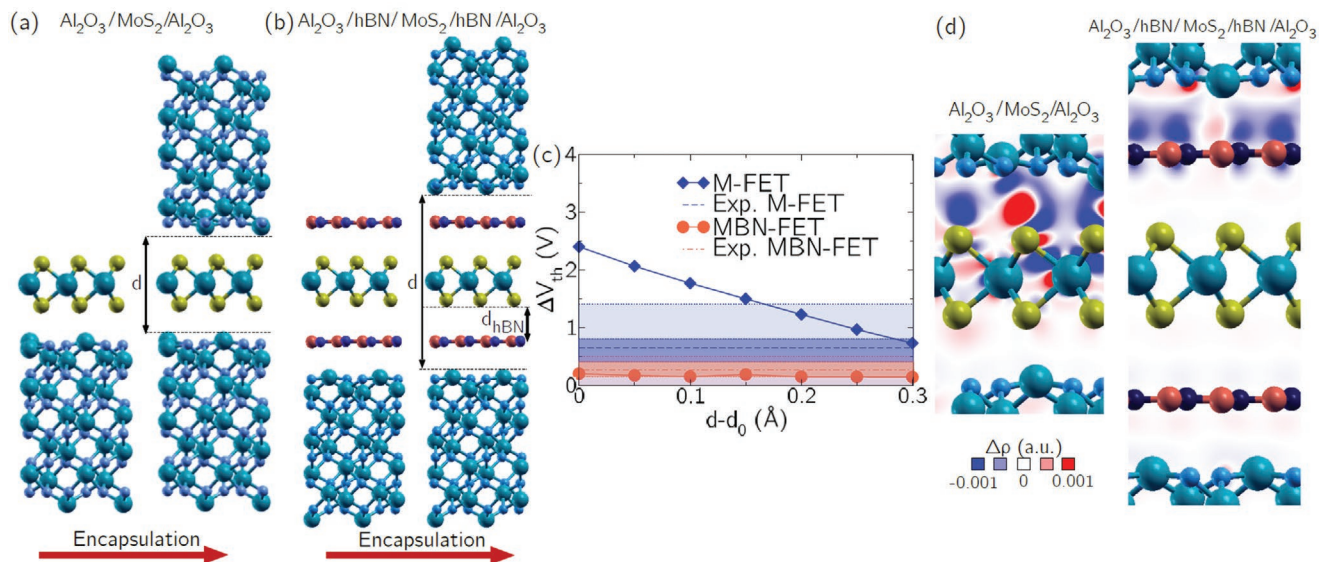 (a)
Al₂O₃/MoS₂/Al₂O₃
d
Encapsulation
(b)
Al₂O₃/hBN/MoS₂/hBN/Al₂O₃
d
dhBN
Encapsulation
(c)
4
3
2
1
0
ΔVth (V)
M-FET
Exp. M-FET
MBN-FET
Exp. MBN-FET
0
0.1
0.2
0.3
d-d₀ (Å)
(d)
Al₂O₃/MoS₂/Al₂O₃
Al₂O₃/hBN/MoS₂/hBN/Al₂O₃
Δρ (a.u.)
-0.001 0 0.001